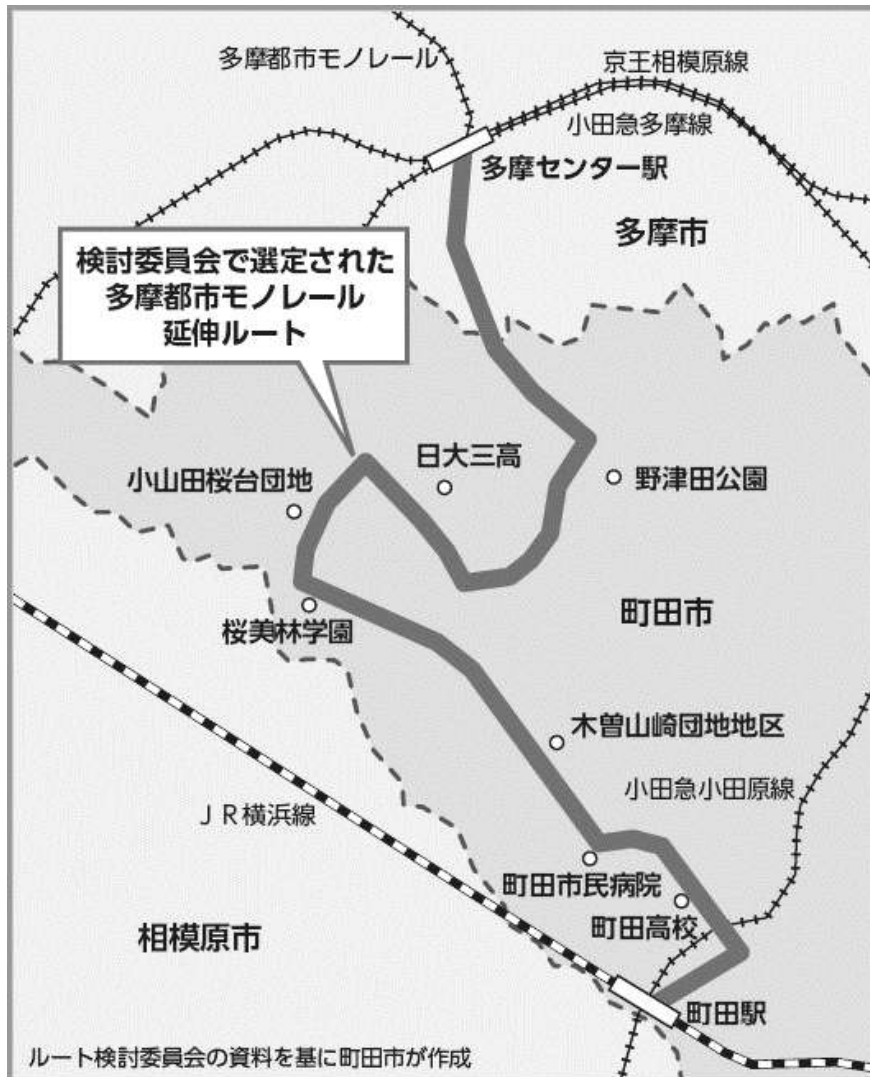 多摩都市モノレール
京王相模原線
小田急多摩線
多摩センター駅
多摩市
検討委員会で選定された
多摩都市モノレール
延伸ルート
日大三高
小山田桜台団地
野津田公園
町田市
桜美林学園
木曽山崎団地地区
小田急小田原線
ＪＲ横浜線
町田市民病院
町田高校
相模原市
町田駅
ルート検討委員会の資料を基に町田市が作成